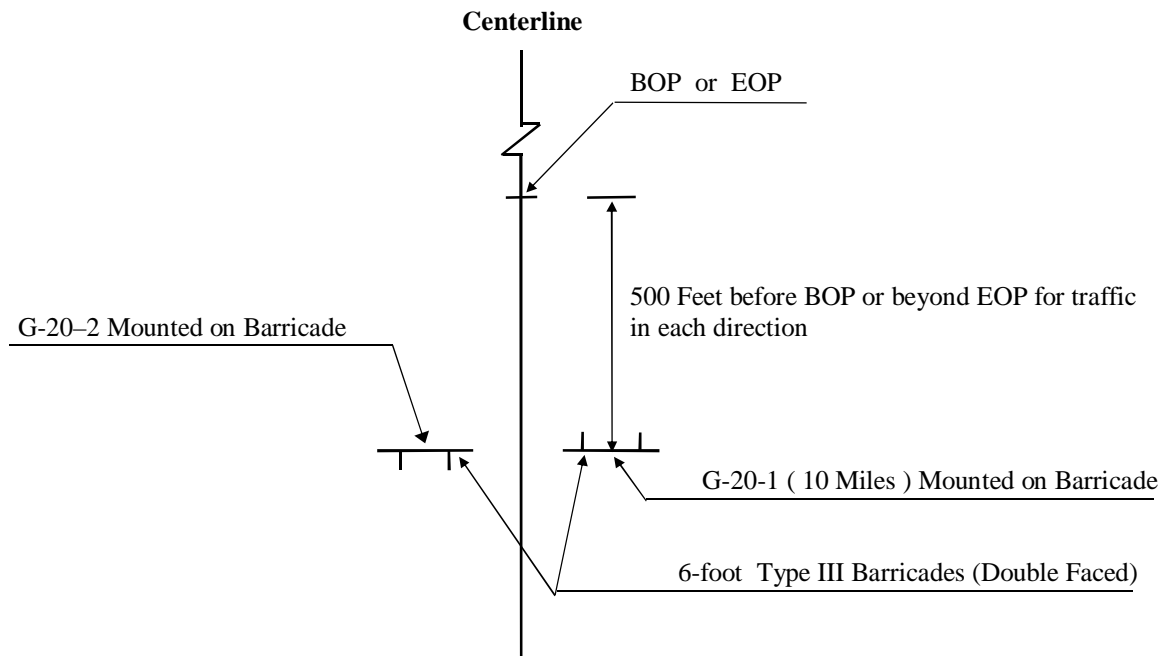 Centerline
BOP or EOP
500 Feet before BOP or beyond EOP for traffic
in each direction
G-20–2 Mounted on Barricade
G-20-1 ( 10 Miles ) Mounted on Barricade
6-foot Type III Barricades (Double Faced)